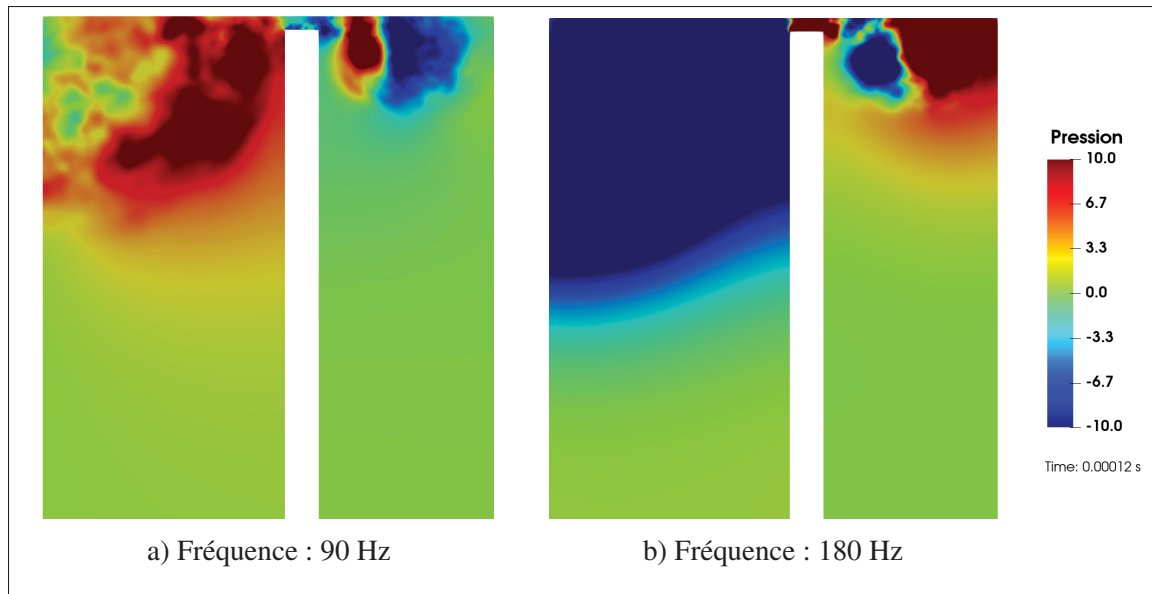 Pression
10.0
6.7
3.3
0.0
-3.3
-6.7
-10.0
Time: 0.00012 s
a) Fréquence : 90 Hz
b) Fréquence : 180 Hz